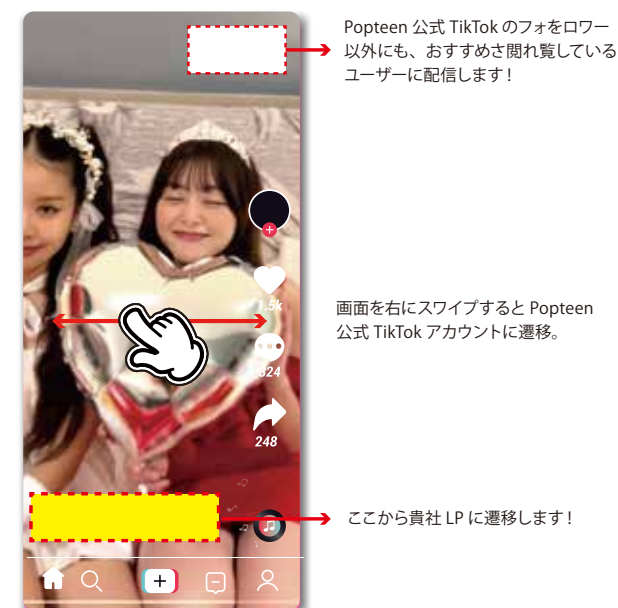 Popteen 公式 TikTok のフォをロワー
以外にも、おすすめさ閲れ覧している
ユーザーに配信します！
1.5k
画面を右にスワイプすると Popteen
公式 TikTok アカウントに遷移。
324
248
ここから貴社 LP に遷移します！